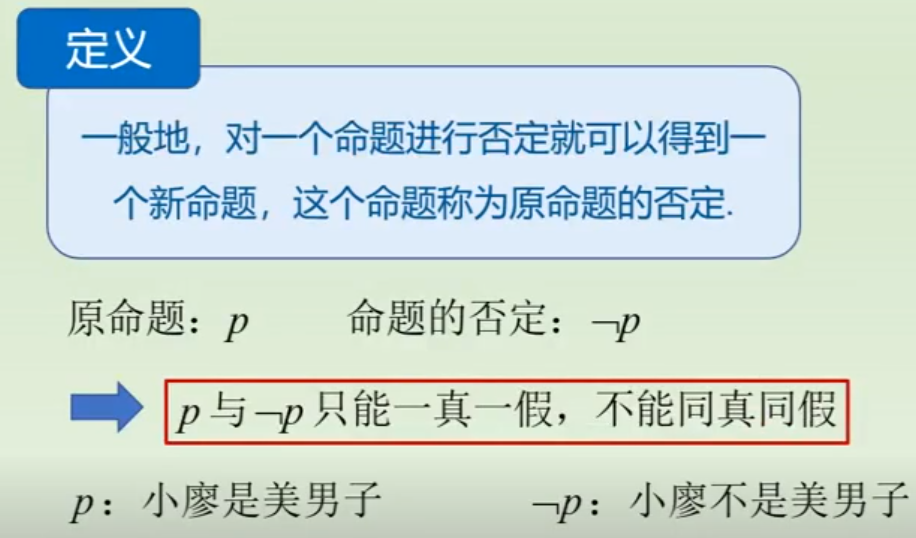 定义
一般地，对一个命题进行否定就可以得到一
个新命题，这个命题称为原命题的否定.
原命题：p 命题的否定：¬p
p与¬p只能一真一假，不能同真同假
p：小廖是美男子 ¬p：小廖不是美男子